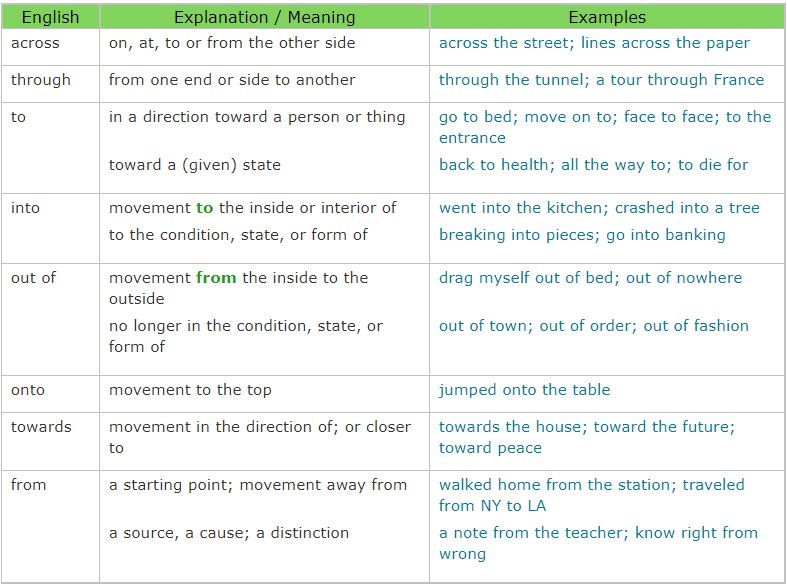 English Explanation / Meaning Examples
across on, at, to or from the other side across the street; lines across the paper
through from one end or side to another through the tunnel; a tour through France
to in a direction toward a person or thing go to bed; move on to; face to face; to the
entrance
toward a (given) state back to health; all the way to; to die for
into movement to the inside or interior of went into the kitchen; crashed into a tree
to the condition, state, or form of breaking into pieces; go into banking
out of movement from the inside to the drag myself out of bed; out of nowhere
outside
no longer in the condition, state, or out of town; out of order; out of fashion
form of
onto movement to the top jumped onto the table
towards movement in the direction of; or closer towards the house; toward the future;
to toward peace
from a starting point; movement away from walked home from the station; traveled
from NY to LA
a source, a cause; a distinction a note from the teacher; know right from
wrong